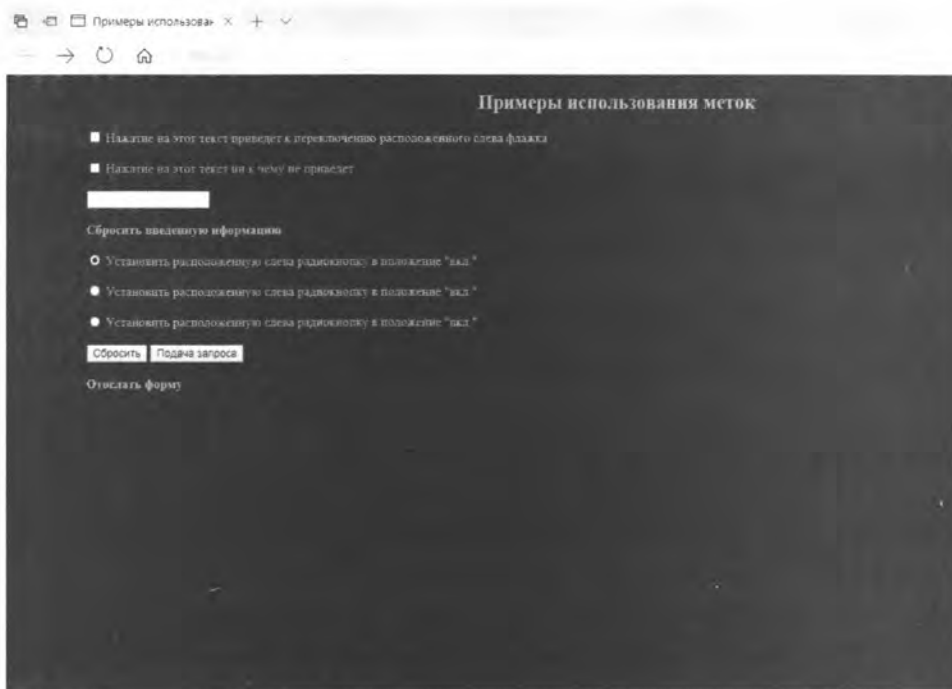 Примеры использован
Примеры использования меток
Нажатие на этот текст приведет к переключению расположенного слева флажка
Нажатие на этот текст ни к чему не приведет
Сбросить введенную иформацию
Установить расположенную слева радиокнопку в положение "вкл."
Установить расположенную слева радиокнопку в положение "вкл."
Установить расположенную слева радиокнопку в положение "вкл."
Сбросить Подача запроса
Отослать форму